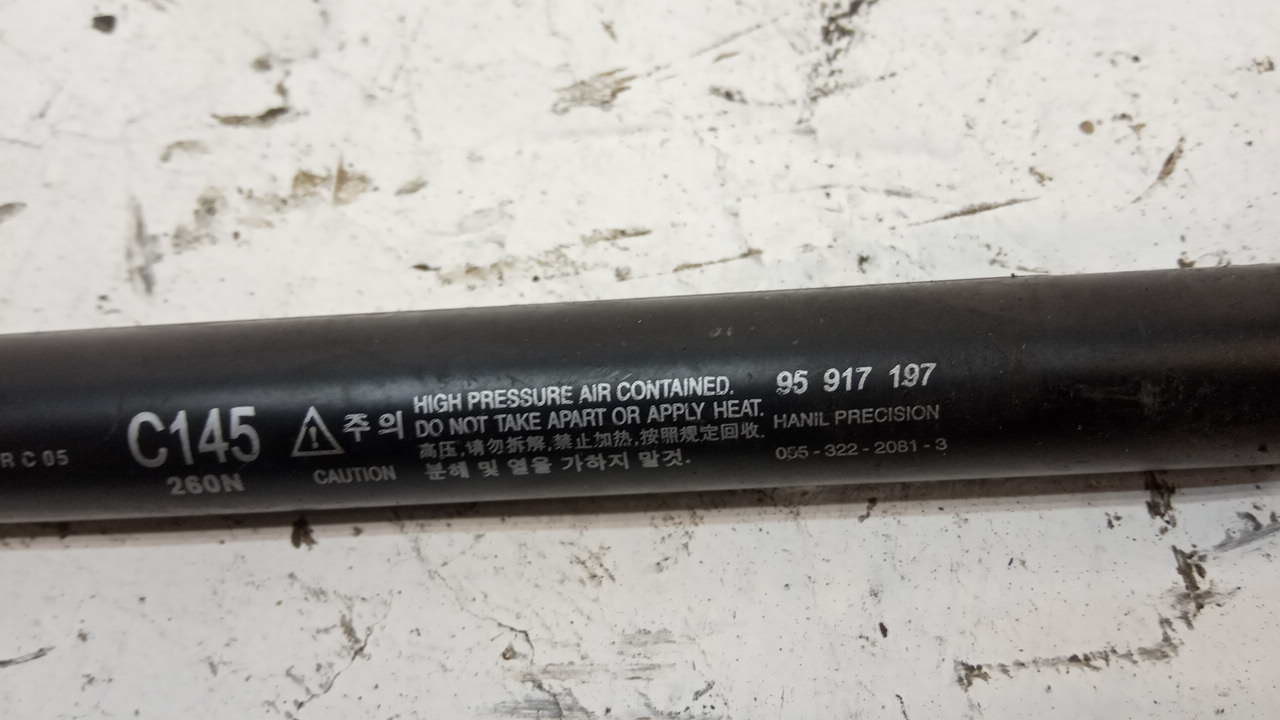 R C 05
C145
260N
주의
CAUTION
HIGH PRESSURE AIR CONTAINED.
DO NOT TAKE APART OR APPLY HEAT.
高压,请勿拆解,禁止加热,按照规定回收.
분해 및 열을 가하지 말것.
95 917 197
HANIL PRECISION
055-322-2081-3